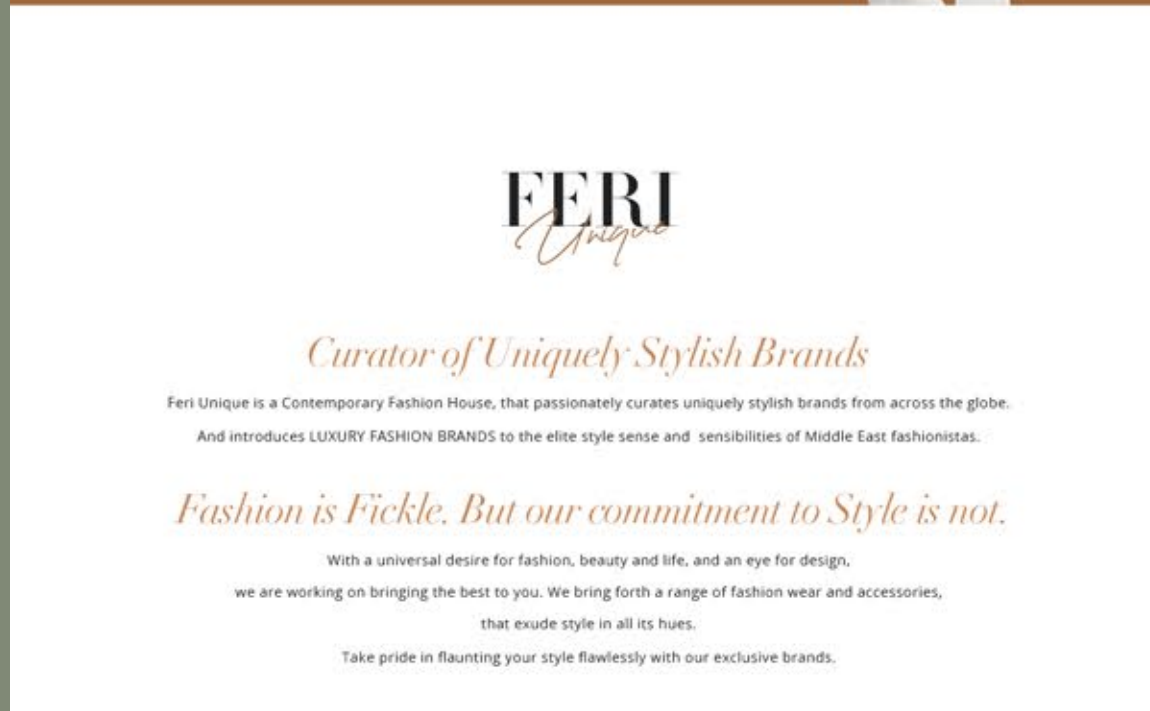 FERI
Unique
Curator of Uniquely Stylish Brands
Feri Unique is a Contemporary Fashion House, that passionately curates uniquely stylish brands from across the globe.
And introduces LUXURY FASHION BRANDS to the elite style sense and  sensibilities of Middle East fashionistas.
Fashion is Fickle. But our commitment to Style is not.
With a universal desire for fashion, beauty and life, and an eye for design,
we are working on bringing the best to you. We bring forth a range of fashion wear and accessories,
that exude style in all its hues.
Take pride in flaunting your style flawlessly with our exclusive brands.